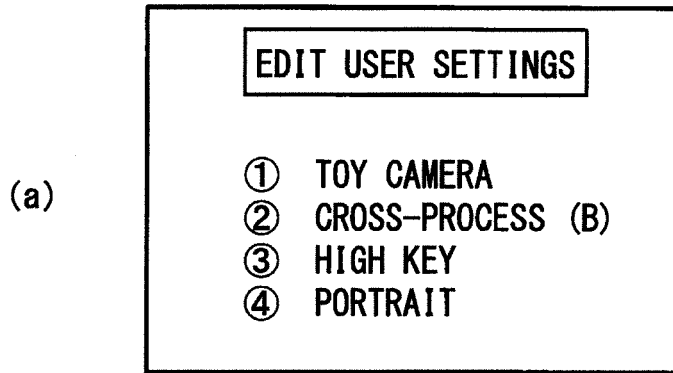 EDIT USER SETTINGS
(a)
① TOY CAMERA
② CROSS-PROCESS (B)
③ HIGH KEY
④ PORTRAIT